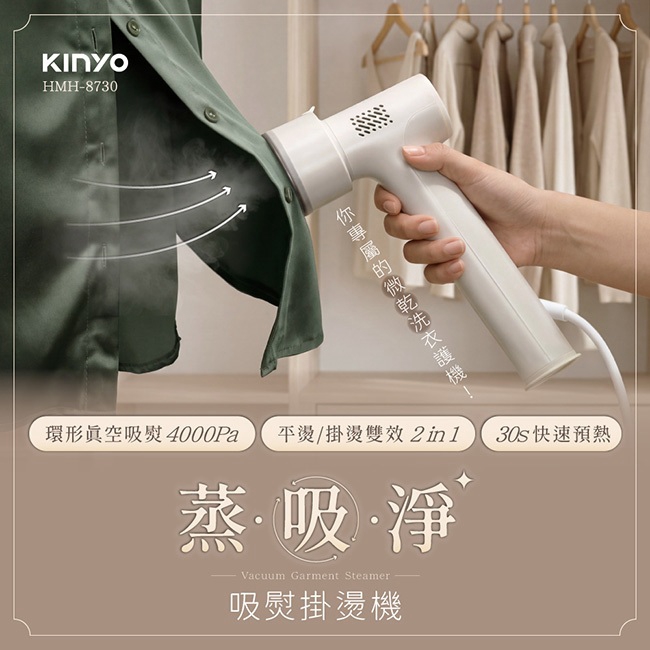 KINYO
HMH-8730
你專屬的微乾洗衣護機！
環形真空吸熨4000Pa
平燙/掛燙雙效 2 in 1
30s快速預熱
蒸·吸·淨
Vacuum Garment Steamer
吸熨掛燙機